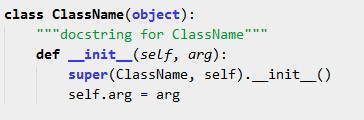 class ClassName(object):
    """docstring for ClassName"""
    def __init__(self, arg):
        super(ClassName, self).__init__()
        self.arg = arg